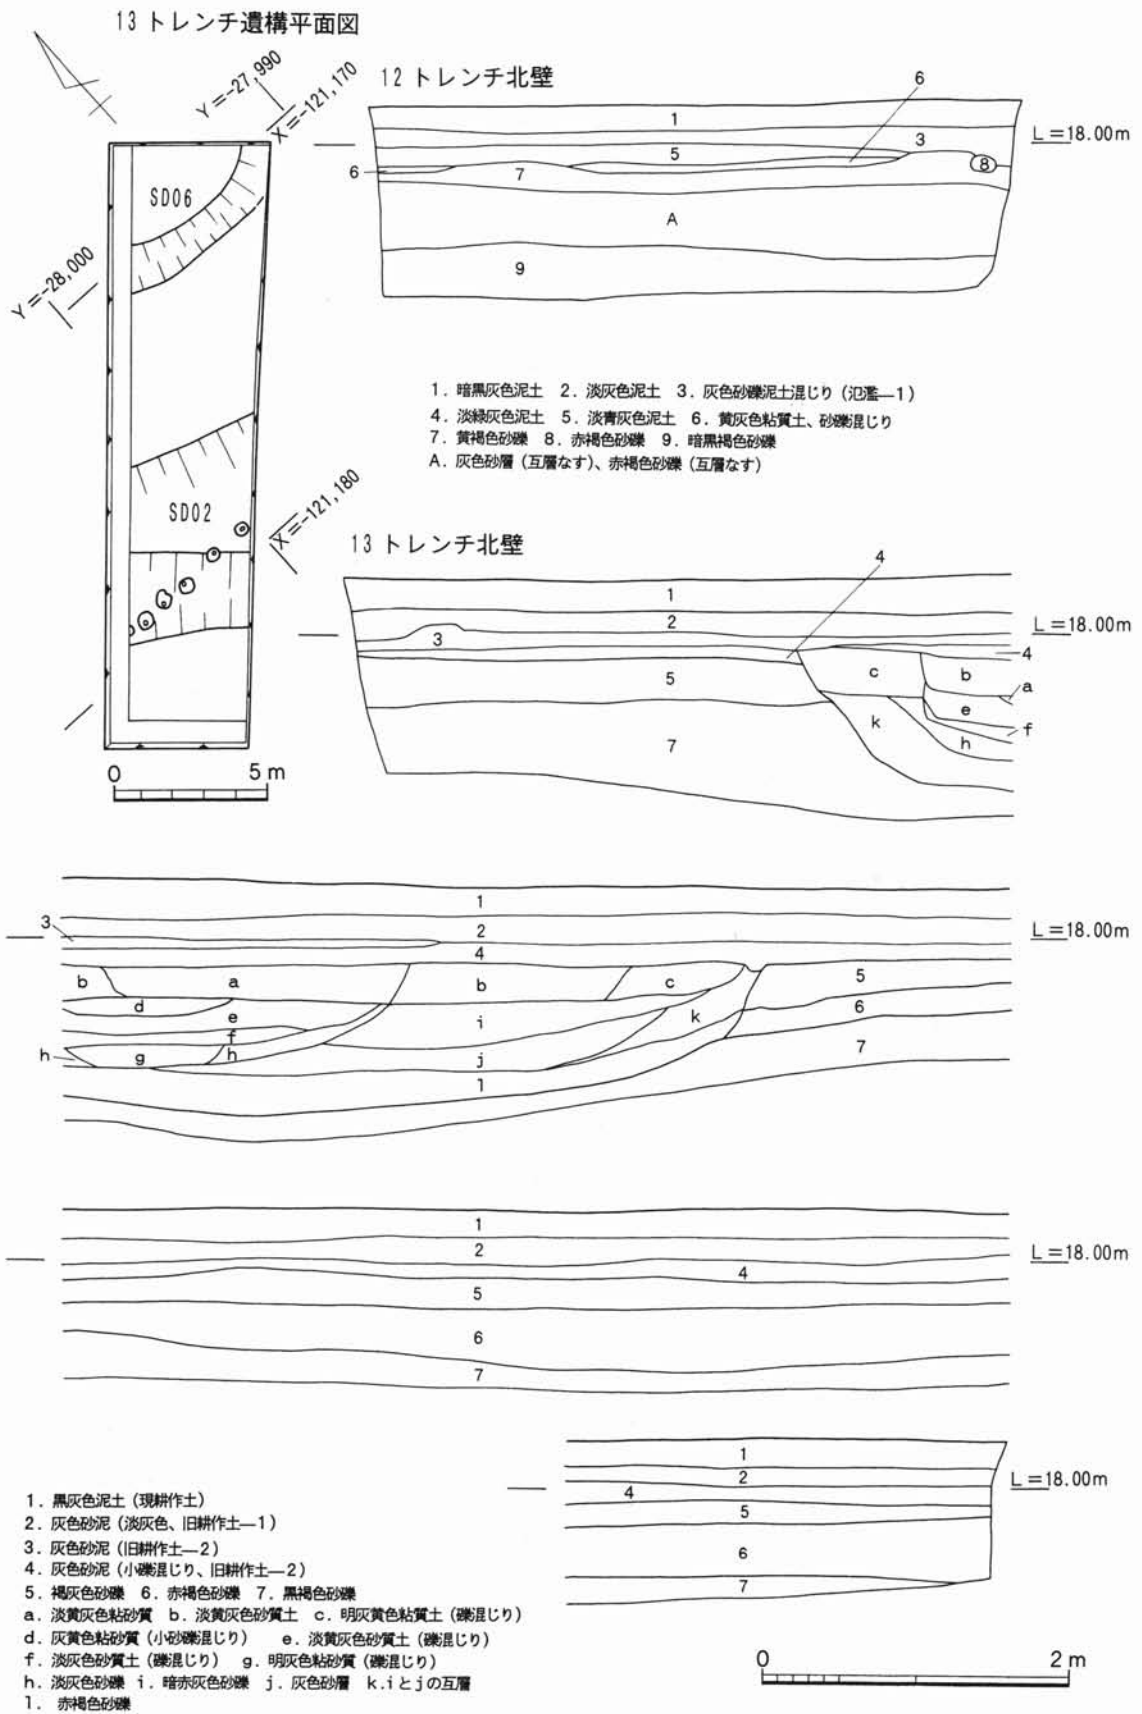 13 トレンチ遺構平面図
Y=-27,990
X=-121,170
SD06
Y=-28,000
SD02
X=-121,180
0 5 m
12 トレンチ北壁
6
L=18.00m
1
3
5
6
7
8
A
9
1. 暗黒灰色泥土 2. 淡灰色泥土 3. 灰色砂礫泥土混じり（氾濫―1）
4. 淡緑灰色泥土 5. 淡青灰色泥土 6. 黄灰色粘質土、砂礫混じり
7. 黄褐色砂礫 8. 赤褐色砂礫 9. 暗黒褐色砂礫
A. 灰色砂層（互層なす）、赤褐色砂礫（互層なす）
13 トレンチ北壁
4
1
2
L=18.00m
3
4
5
c
b
a
e
k
f
h
7
1
3
2
L=18.00m
4
b
a
b
c
5
d
e
i
k
6
f
h
g
h
j
7
l
1
2
L=18.00m
4
5
6
7
1
2
L=18.00m
4
5
6
7
1. 黒灰色泥土（現耕作土）
2. 灰色砂泥（淡灰色、旧耕作土―1）
3. 灰色砂泥（旧耕作土―2）
4. 灰色砂泥（小礫混じり、旧耕作土―2）
5. 褐灰色砂礫 6. 赤褐色砂礫 7. 黒褐色砂礫
a. 淡黄灰色粘砂質 b. 淡黄灰色砂質土 c. 明灰黄色粘質土（礫混じり）
d. 灰黄色粘砂質（小砂礫混じり） e. 淡黄灰色砂質土（礫混じり）
f. 淡灰色砂質土（礫混じり） g. 明灰色粘砂質（礫混じり）
h. 淡灰色砂礫 i. 暗赤灰色砂礫 j. 灰色砂層 k. iとjの互層
l. 赤褐色砂礫
0 2 m